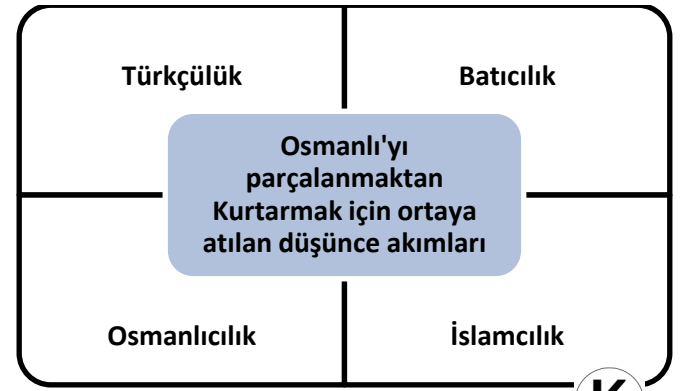 Türkçülük
Batıcılık
Osmanlı'yı
parçalanmaktan
Kurtarmak için ortaya
atılan düşünce akımları
Osmanlıcılık
İslamcılık
K